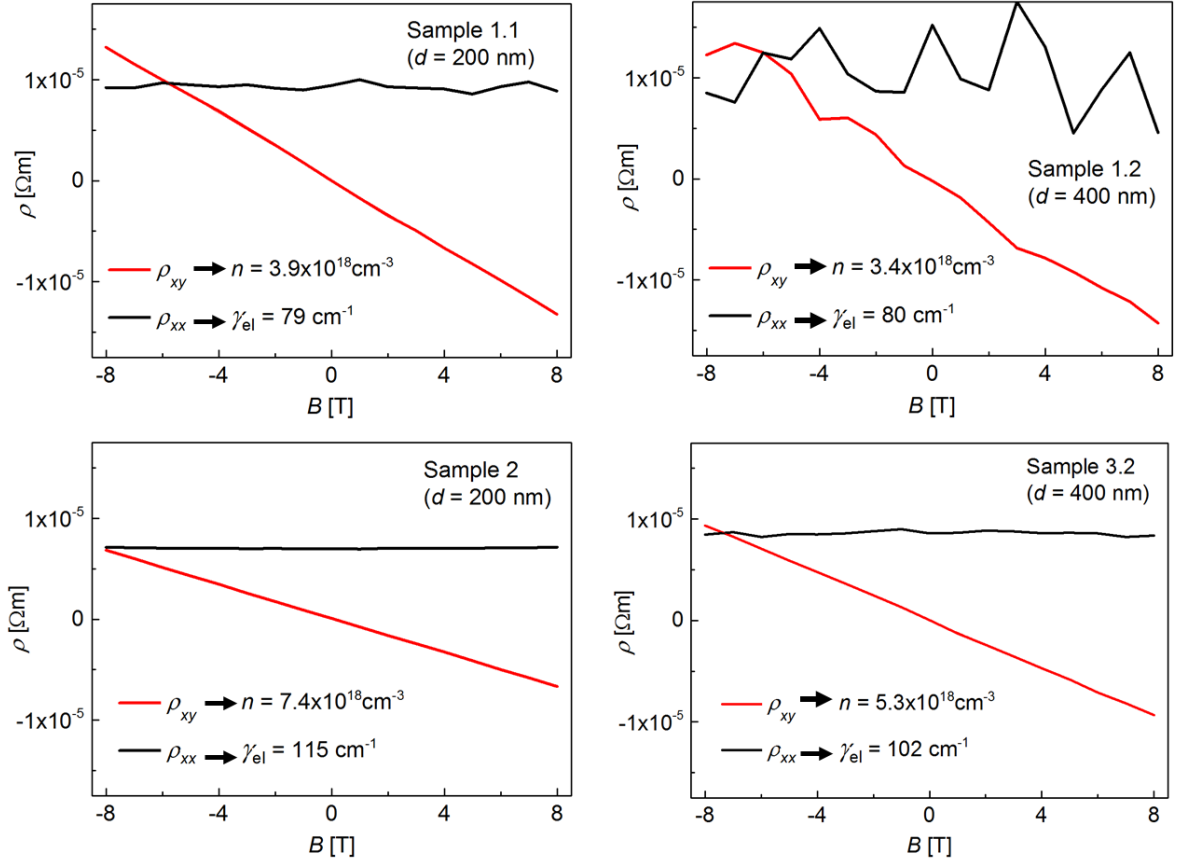 Sample 1.1
(d = 200 nm)
1x10⁻⁵
0
-1x10⁻⁵
ρ [Ωm]
ρxy → n = 3.9x10¹⁸cm⁻³
ρxx → γel = 79 cm⁻¹
-8 -4 0 4 8
B [T]
Sample 1.2
(d = 400 nm)
1x10⁻⁵
0
-1x10⁻⁵
ρ [Ωm]
ρxy → n = 3.4x10¹⁸cm⁻³
ρxx → γel = 80 cm⁻¹
-8 -4 0 4 8
B [T]
Sample 2
(d = 200 nm)
1x10⁻⁵
0
-1x10⁻⁵
ρ [Ωm]
ρxy → n = 7.4x10¹⁸cm⁻³
ρxx → γel = 115 cm⁻¹
-8 -4 0 4 8
B [T]
Sample 3.2
(d = 400 nm)
1x10⁻⁵
0
-1x10⁻⁵
ρ [Ωm]
ρxy → n = 5.3x10¹⁸cm⁻³
ρxx → γel = 102 cm⁻¹
-8 -4 0 4 8
B [T]